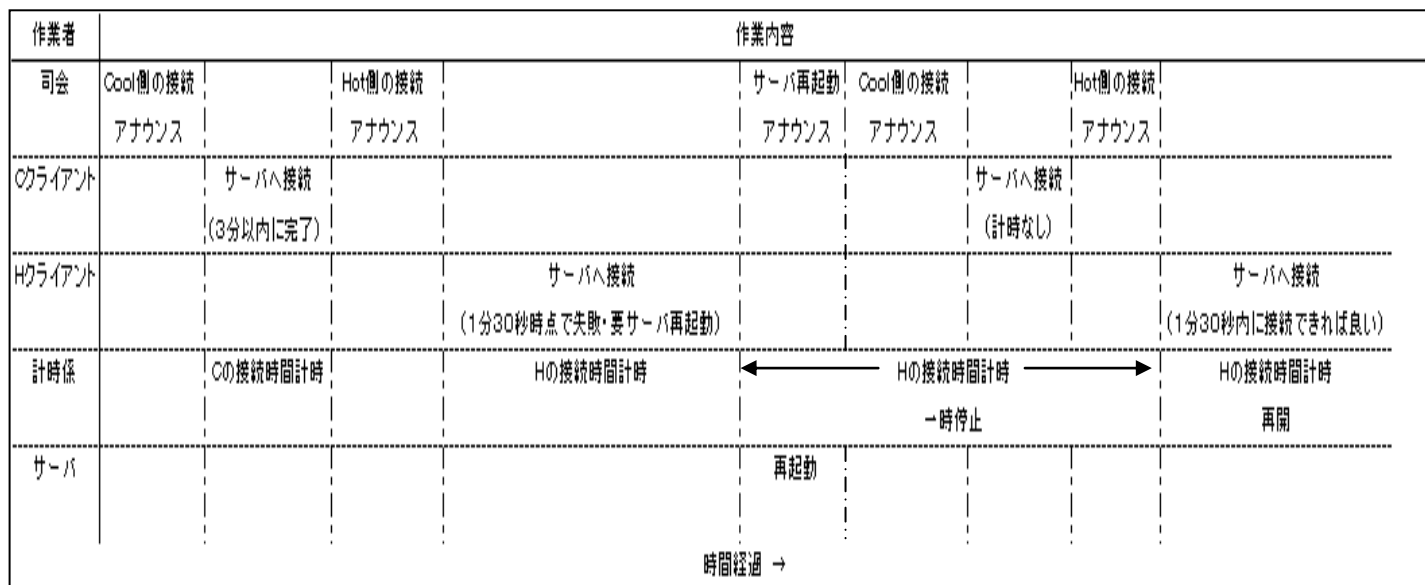 作業者 作業内容
司会 Cool側の接続 Hot側の接続 サーバ再起動 Cool側の接続 Hot側の接続
アナウンス アナウンス アナウンス アナウンス アナウンス
Cクライアント サーバへ接続 サーバへ接続
(3分以内に完了) (計時なし)
Hクライアント サーバへ接続 サーバへ接続
(1分30秒時点で失敗・要サーバ再起動) (1分30秒内に接続できれば良い)
計時係 Cの接続時間計時 Hの接続時間計時 Hの接続時間計時 Hの接続時間計時
一時停止 再開
サーバ 再起動
時間経過 →